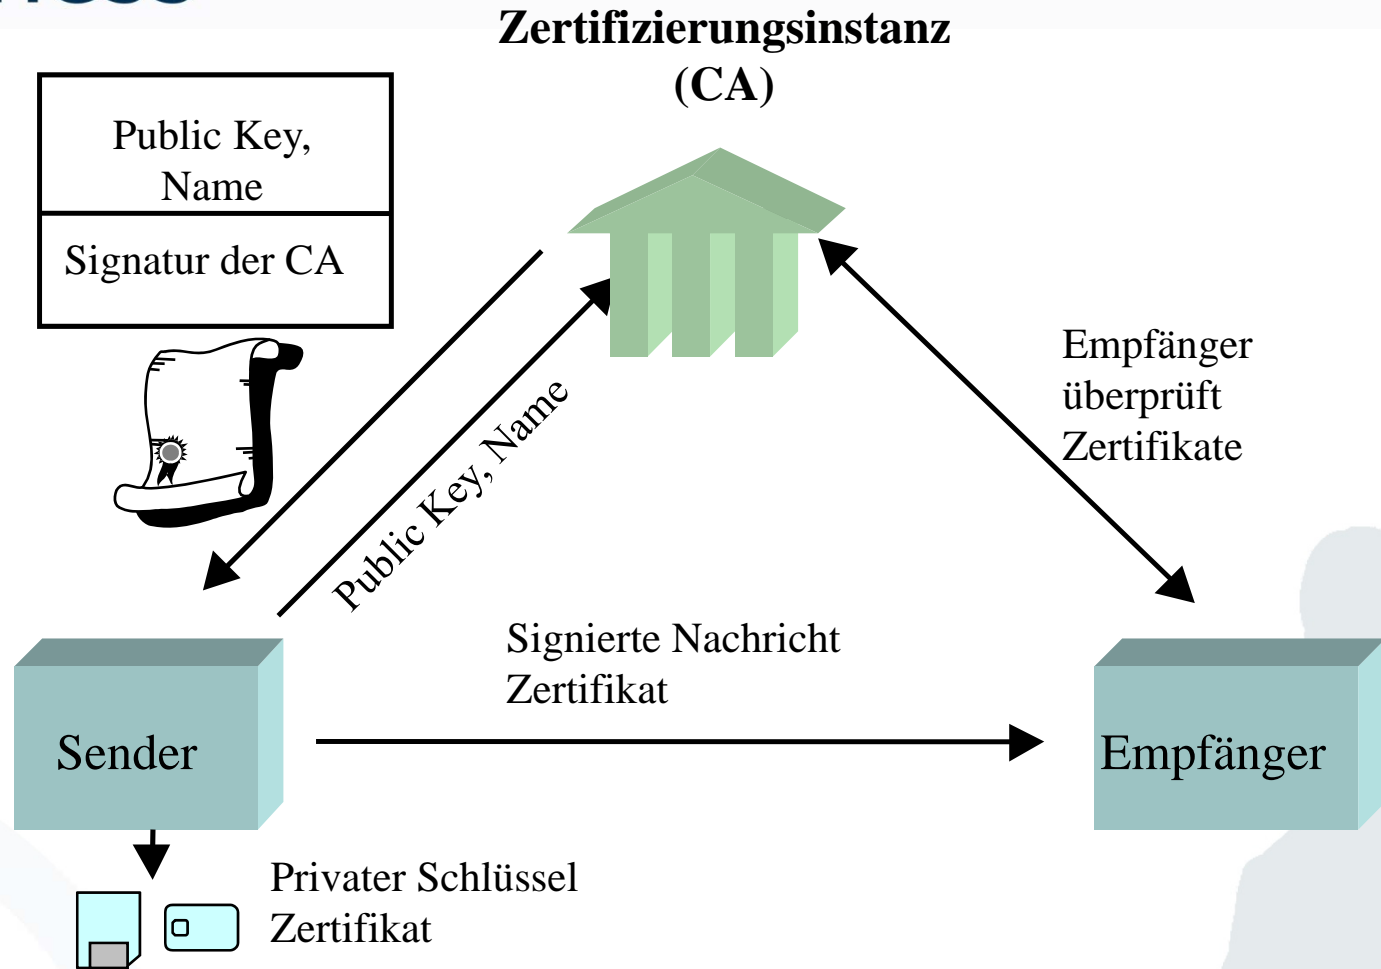 Zertifizierungsinstanz
(CA)
Public Key,
Name
Signatur der CA
Public Key, Name
Empfänger
überprüft
Zertifikate
Signierte Nachricht
Zertifikat
Sender
Empfänger
Privater Schlüssel
Zertifikat